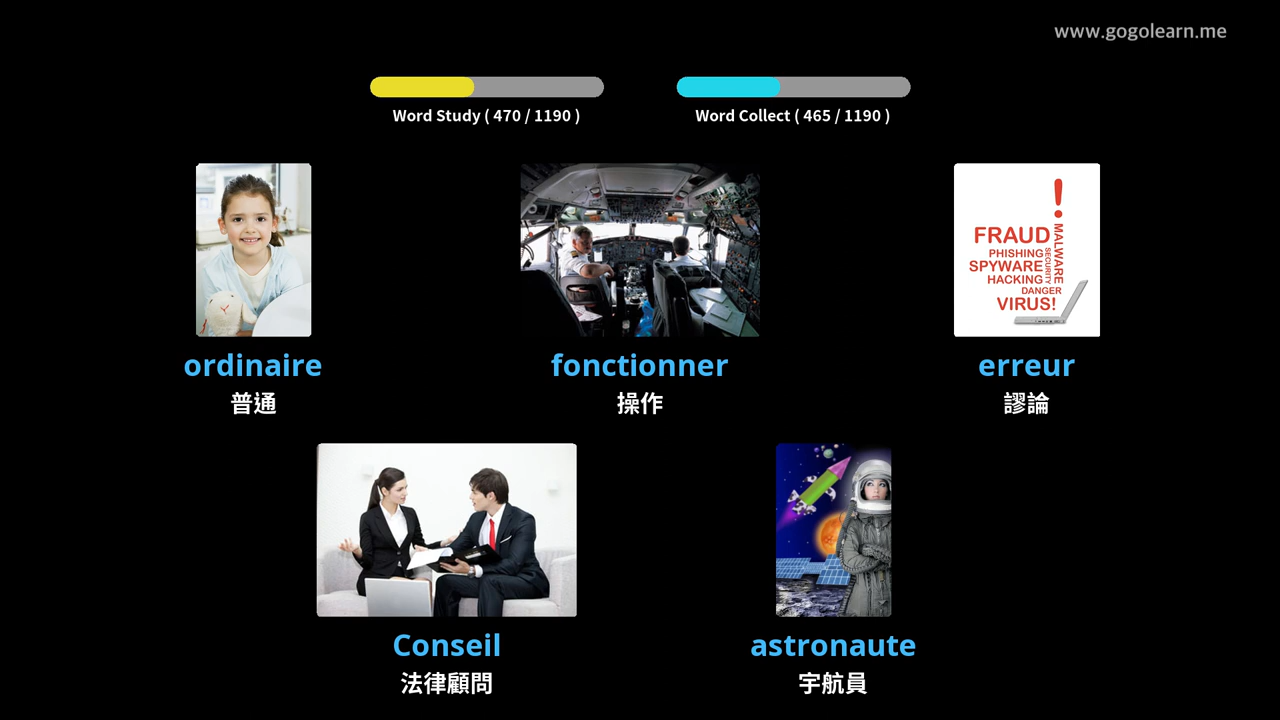 www.gogolearn.me
Word Study ( 470 / 1190 )
Word Collect ( 465 / 1190 )
FRAUD
PHISHING
SPYWARE
HACKING
DANGER
VIRUS!
MALWARE
SECURITY
!
ordinaire
普通
fonctionner
操作
erreur
謬論
Conseil
法律顧問
astronaute
宇航員